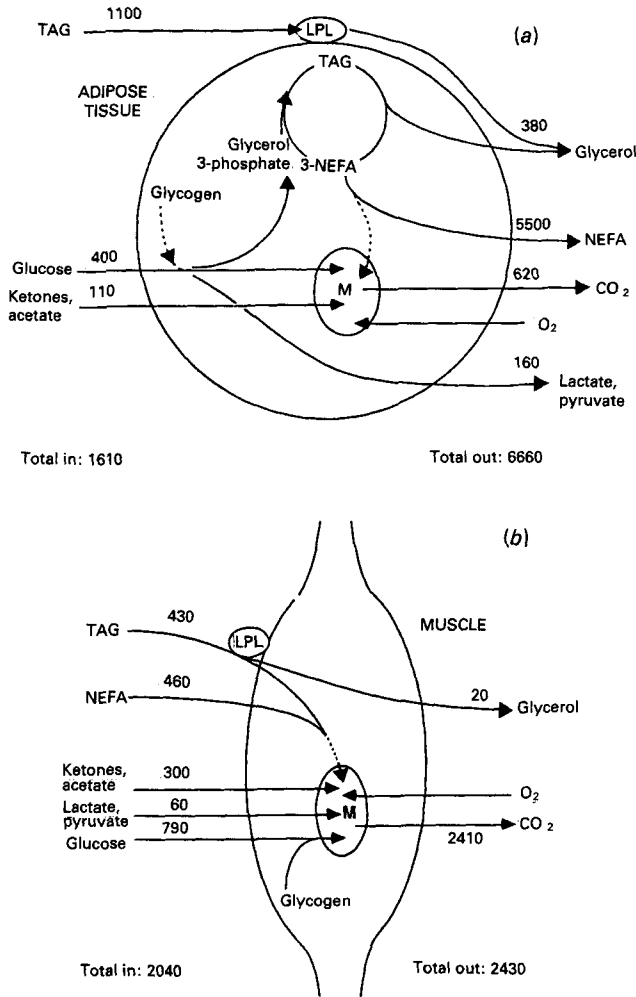 (a)
TAG
1100
LPL
TAG
ADIPOSE
TISSUE
380
Glycerol
Glycerol
3-phosphate
3-NEFA
Glycogen
5500
NEFA
Glucose
400
620
CO2
Ketones,
acetate
110
M
O2
160
Lactate,
pyruvate
Total in: 1610
Total out: 6660
(b)
TAG
430
LPL
MUSCLE
NEFA
460
20
Glycerol
Ketones,
acetate
300
O2
Lactate,
pyruvate
60
M
CO2
Glucose
790
2410
Glycogen
Total in: 2040
Total out: 2430